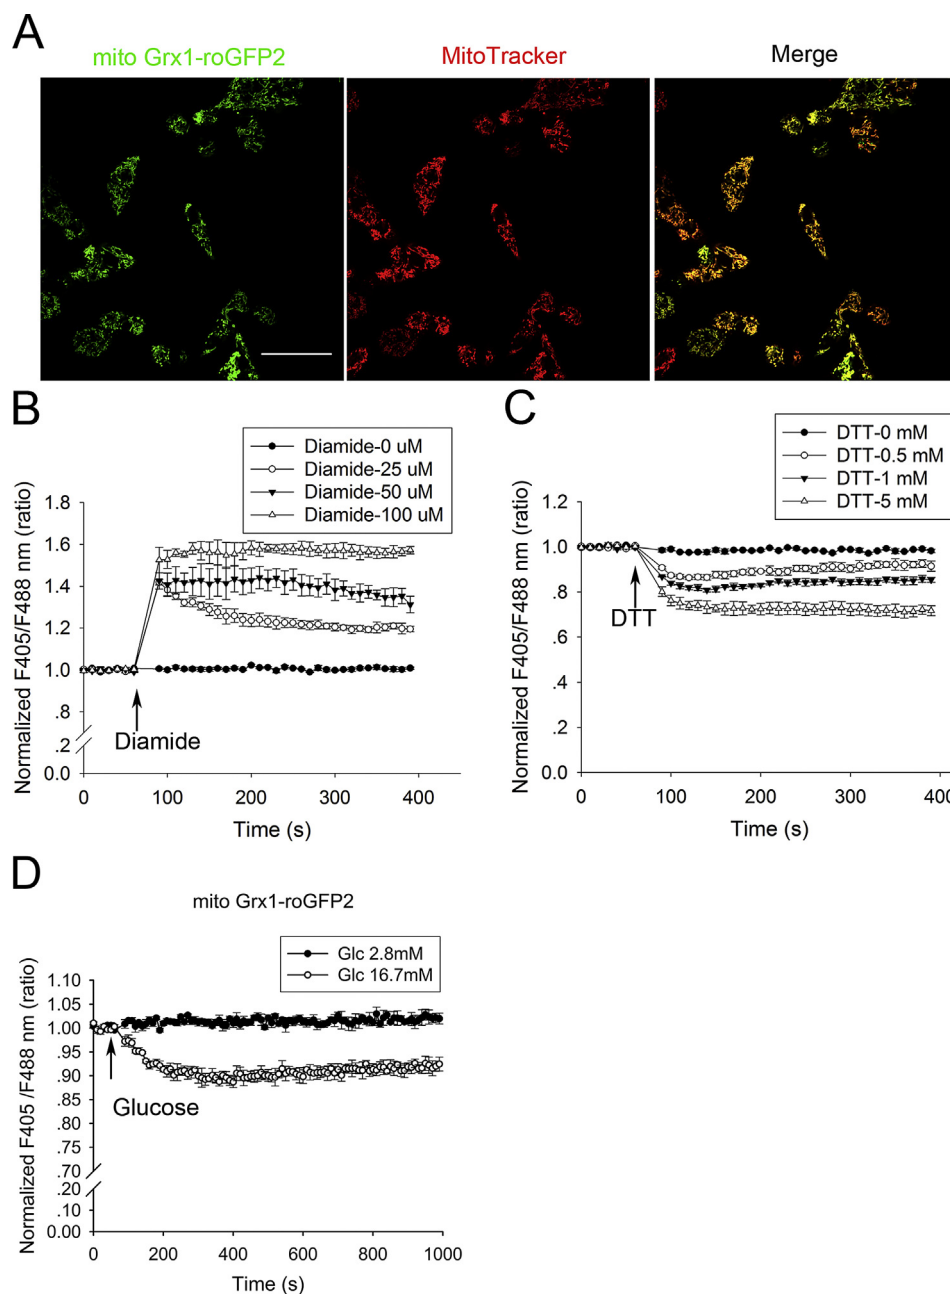 A
mito Grx1-roGFP2
MitoTracker
Merge
B
Diamide-0 uM
Diamide-25 uM
Diamide-50 uM
Diamide-100 uM
Normalized F405/F488 nm (ratio)
1.8
1.6
1.4
1.2
1.0
.8
.2
0.0
Diamide
0 100 200 300 400
Time (s)
C
DTT-0 mM
DTT-0.5 mM
DTT-1 mM
DTT-5 mM
Normalized F405/F488 nm (ratio)
1.2
1.0
.8
.6
.4
.2
0.0
DTT
0 100 200 300 400
Time (s)
D
mito Grx1-roGFP2
Glc 2.8mM
Glc 16.7mM
Normalized F405 /F488 nm (ratio)
1.10
1.05
1.00
.95
.90
.85
.80
.75
.70
.20
0.10
0.00
Glucose
0 200 400 600 800 1000
Time (s)